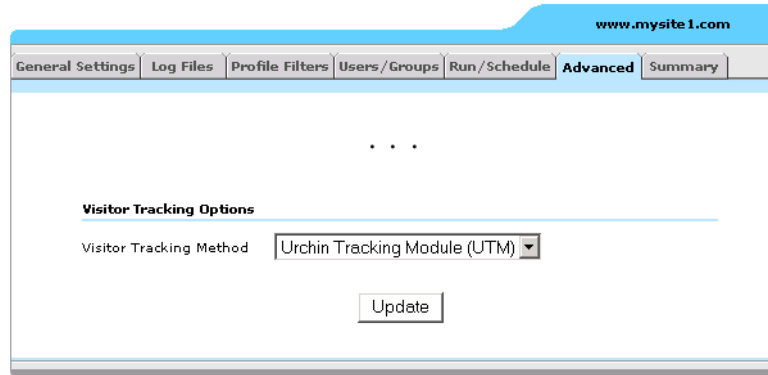 www.mysite1.com
General Settings Log Files Profile Filters Users/Groups Run/Schedule Advanced Summary
. . .
Visitor Tracking Options
Visitor Tracking Method Urchin Tracking Module (UTM)
Update